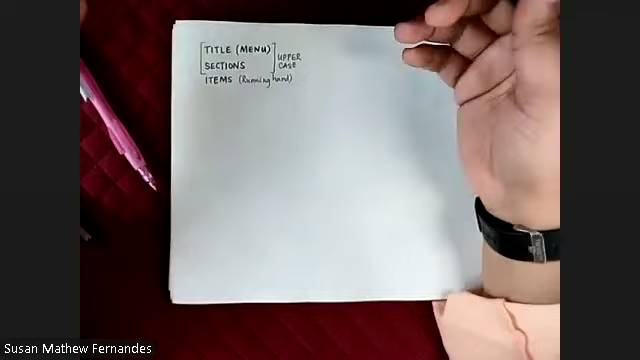 TITLE (MENU)
SECTIONS
UPPER
CASE
ITEMS (Running hand)
Susan Mathew Fernandes